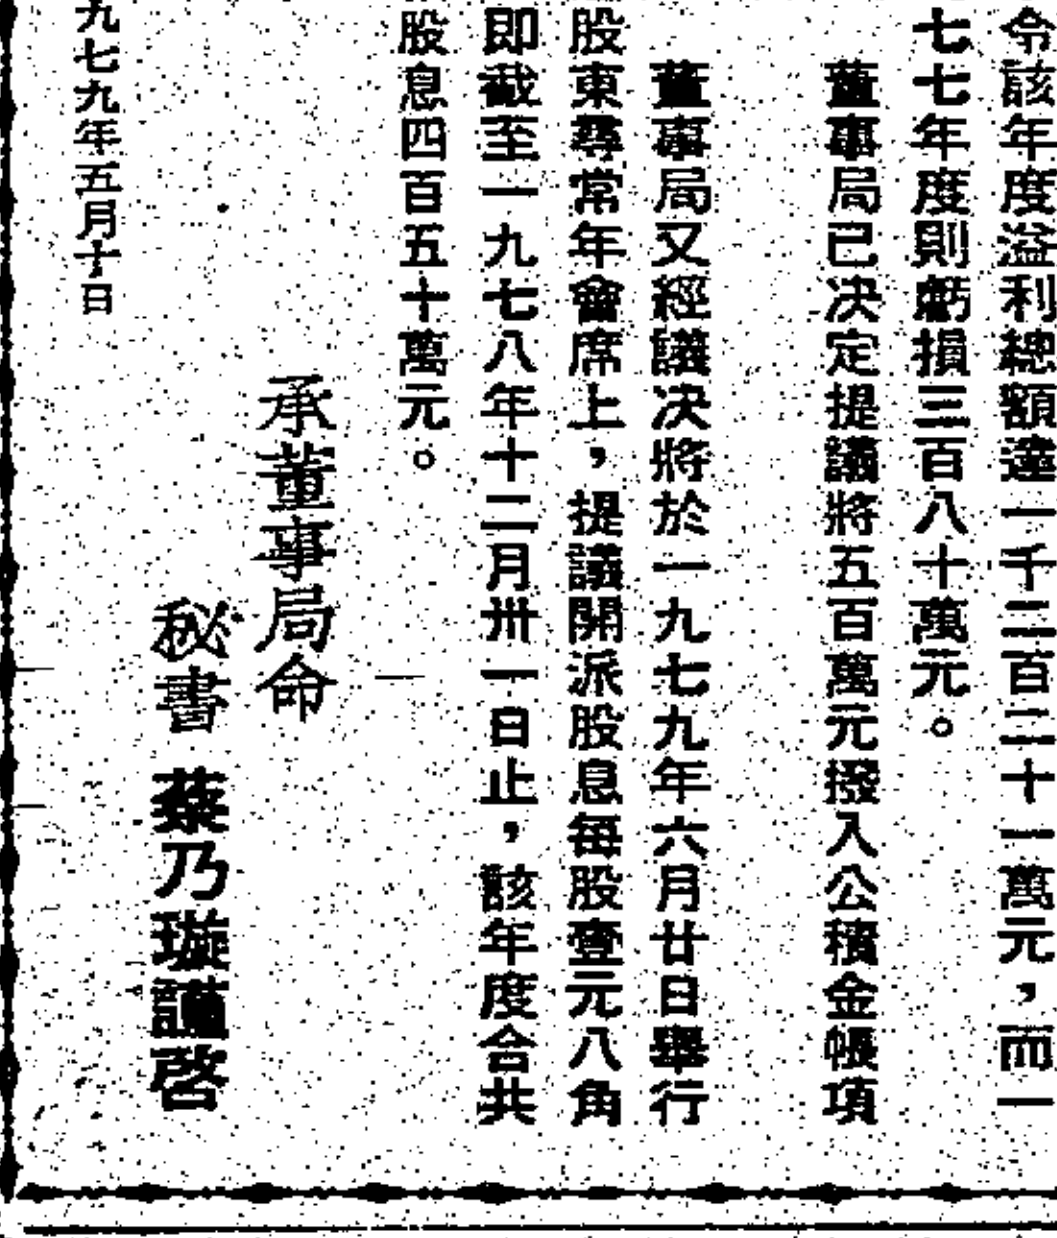 令該年度溢利總額達一千二百二十一萬元，而一
七七年度則虧損三百八十萬元。
董事局已決定提議將五百萬元撥入公積金帳項
董事局又經議決將於一九七九年六月廿日舉行
股東尋常年會席上，提議開派股息每股壹元八角
即截至一九七八年十二月卅一日止，該年度合共
股息四百五十萬元。
承董事局命
秘書 蔡乃璇謹啓
九七九年五月十日